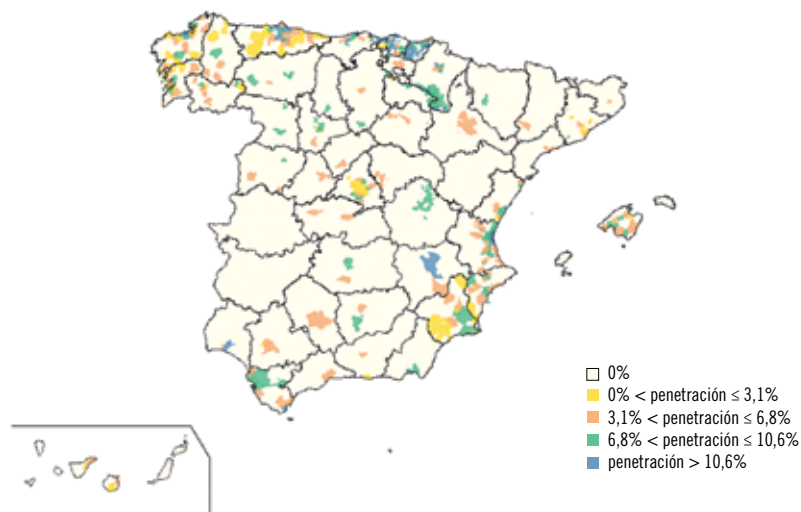 0%
0% < penetración ≤ 3,1%
3,1% < penetración ≤ 6,8%
6,8% < penetración ≤ 10,6%
penetración > 10,6%